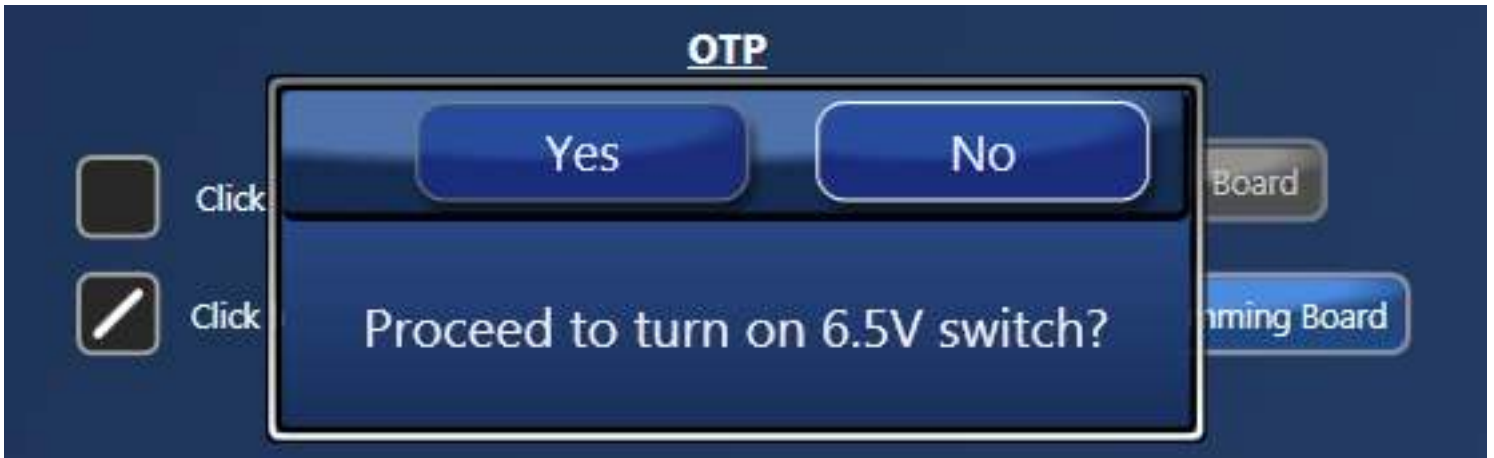 OTP
Yes No
Click Board
Click Proceed to turn on 6.5V switch? mming Board